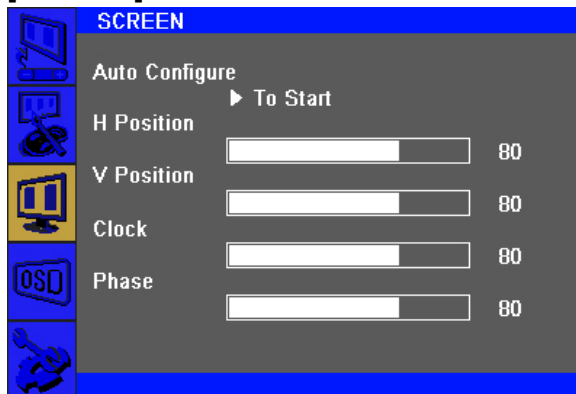 SCREEN
Auto Configure
▶ To Start
H Position
80
V Position
80
Clock
80
Phase
80
OSD